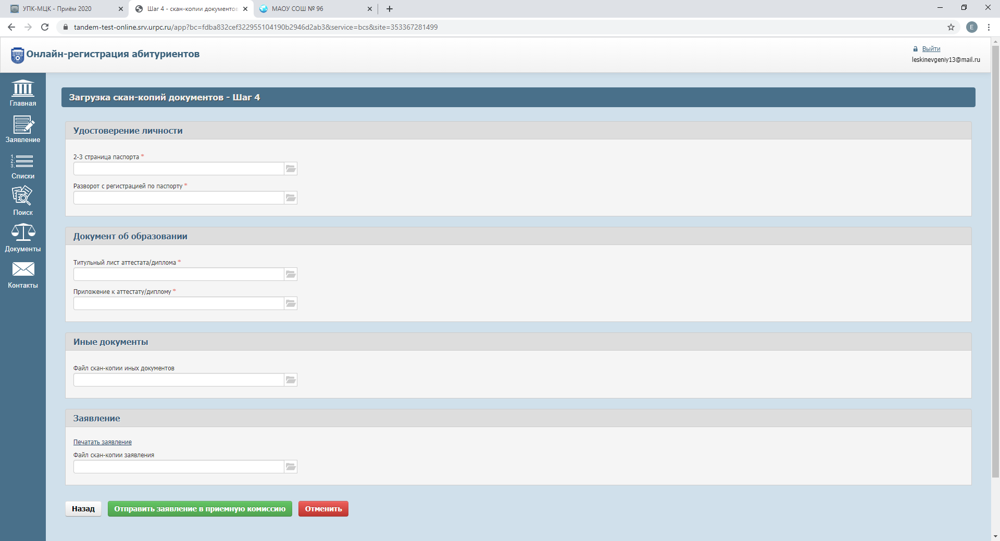 УПК-МЦК - Приём 2020
Шаг 4 - скан-копии документов
МАОУ СОШ № 96
tandem-test-online.srv.urpc.ru/app?bc=fdba832cef322955104190b2946d2ab3&service=bcs&site=353367281499
E
Онлайн-регистрация абитуриентов
Выйти
leskinevgeniy13@mail.ru
Главная
Заявление
1.
2.
3.
Списки
Поиск
Документы
Контакты
Загрузка скан-копий документов - Шаг 4
Удостоверение личности
2-3 страница паспорта *
Разворот с регистрацией по паспорту *
Документ об образовании
Титульный лист аттестата/диплома *
Приложение к аттестату/диплому *
Иные документы
Файл скан-копии иных документов
Заявление
Печатать заявление
Файл скан-копии заявления
Назад
Отправить заявление в приемную комиссию
Отменить